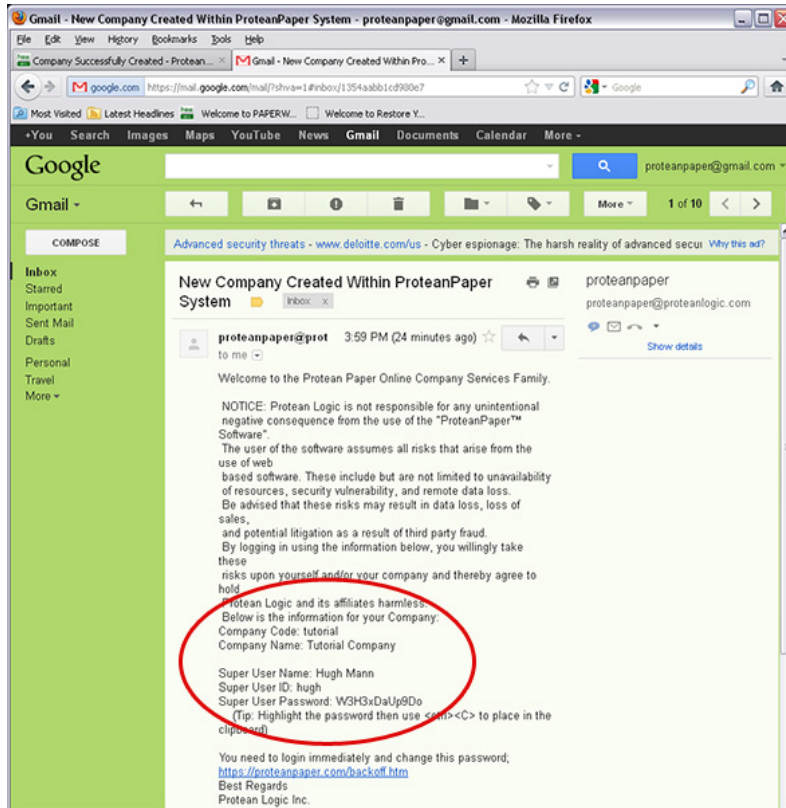 Gmail - New Company Created Within ProteanPaper System - proteanpaper@gmail.com - Mozilla Firefox
File Edit View History Bookmarks Tools Help
Company Successfully Created - Protean... × Gmail - New Company Created Within Pro... × +
google.com https://mail.google.com/mail/?shva=1#inbox/1354aabb1cd980e7 Google
Most Visited Latest Headlines Welcome to PAPERW... Welcome to Restore Y...
+You Search Images Maps YouTube News Gmail Documents Calendar More
Google proteanpaper@gmail.com
Gmail More 1 of 10
COMPOSE
Advanced security threats - www.deloitte.com/us - Cyber espionage: The harsh reality of advanced secui Why this ad?
Inbox
Starred
Important
Sent Mail
Drafts
Personal
Travel
More
New Company Created Within ProteanPaper
System Inbox x
proteanpaper@prot 3:59 PM (24 minutes ago)
to me
Welcome to the Protean Paper Online Company Services Family.
NOTICE: Protean Logic is not responsible for any unintentional
negative consequence from the use of the "ProteanPaper™
Software".
The user of the software assumes all risks that arise from the
use of web
based software. These include but are not limited to unavailability
of resources, security vulnerability, and remote data loss.
Be advised that these risks may result in data loss, loss of
sales,
and potential litigation as a result of third party fraud.
By logging in using the information below, you willingly take
these
risks upon yourself and/or your company and thereby agree to
hold
Protean Logic and its affiliates harmless.
Below is the information for your Company:
Company Code: tutorial
Company Name: Tutorial Company
Super User Name: Hugh Mann
Super User ID: hugh
Super User Password: W3H3xDaUp9Do
(Tip: Highlight the password then use <ctrl><C> to place in the
clipboard)
You need to login immediately and change this password;
https://proteanpaper.com/backoff.htm
Best Regards
Protean Logic Inc.
proteanpaper
proteanpaper@proteanlogic.com
Show details